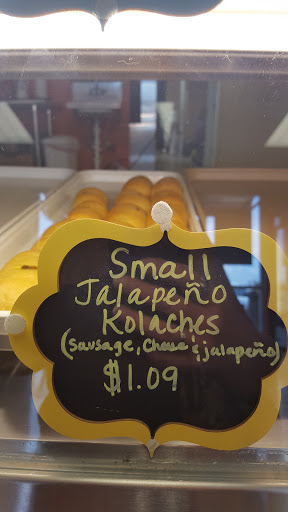 Small
Jalapeño
Kolaches
(Sausage, Cheese & jalapeño)
$1.09